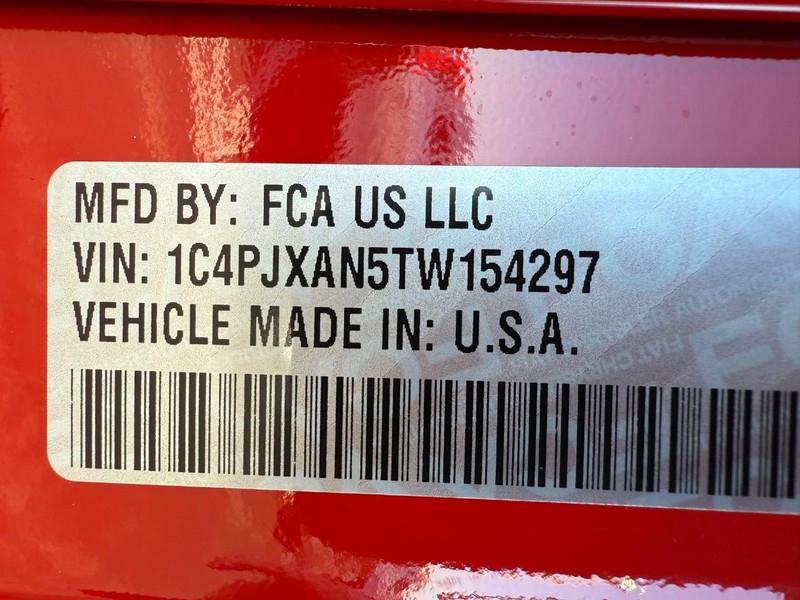 MFD BY: FCA US LLC
VIN: 1C4PJXAN5TW154297
VEHICLE MADE IN: U.S.A.